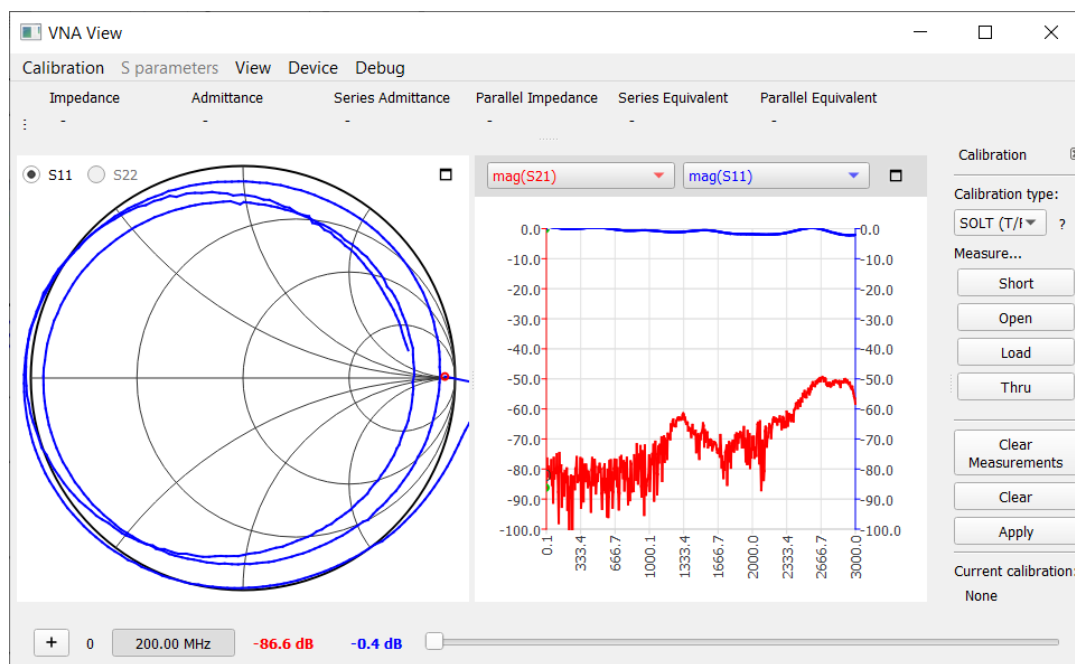 VNA View
Calibration S parameters View Device Debug
Impedance Admittance Series Admittance Parallel Impedance Series Equivalent Parallel Equivalent
- - - - - -
S11 S22
mag(S21) mag(S11)
0.0 0.0
-10.0 -10.0
-20.0 -20.0
-30.0 -30.0
-40.0 -40.0
-50.0 -50.0
-60.0 -60.0
-70.0 -70.0
-80.0 -80.0
-90.0 -90.0
-100.0 -100.0
0.1 333.4 666.7 1000.1 1333.4 1666.7 2000.0 2333.4 2666.7 3000.0
Calibration
Calibration type:
SOLT (T/ ?
Measure...
Short
Open
Load
Thru
Clear
Measurements
Clear
Apply
Current calibration:
None
+ 0 200.00 MHz -86.6 dB -0.4 dB